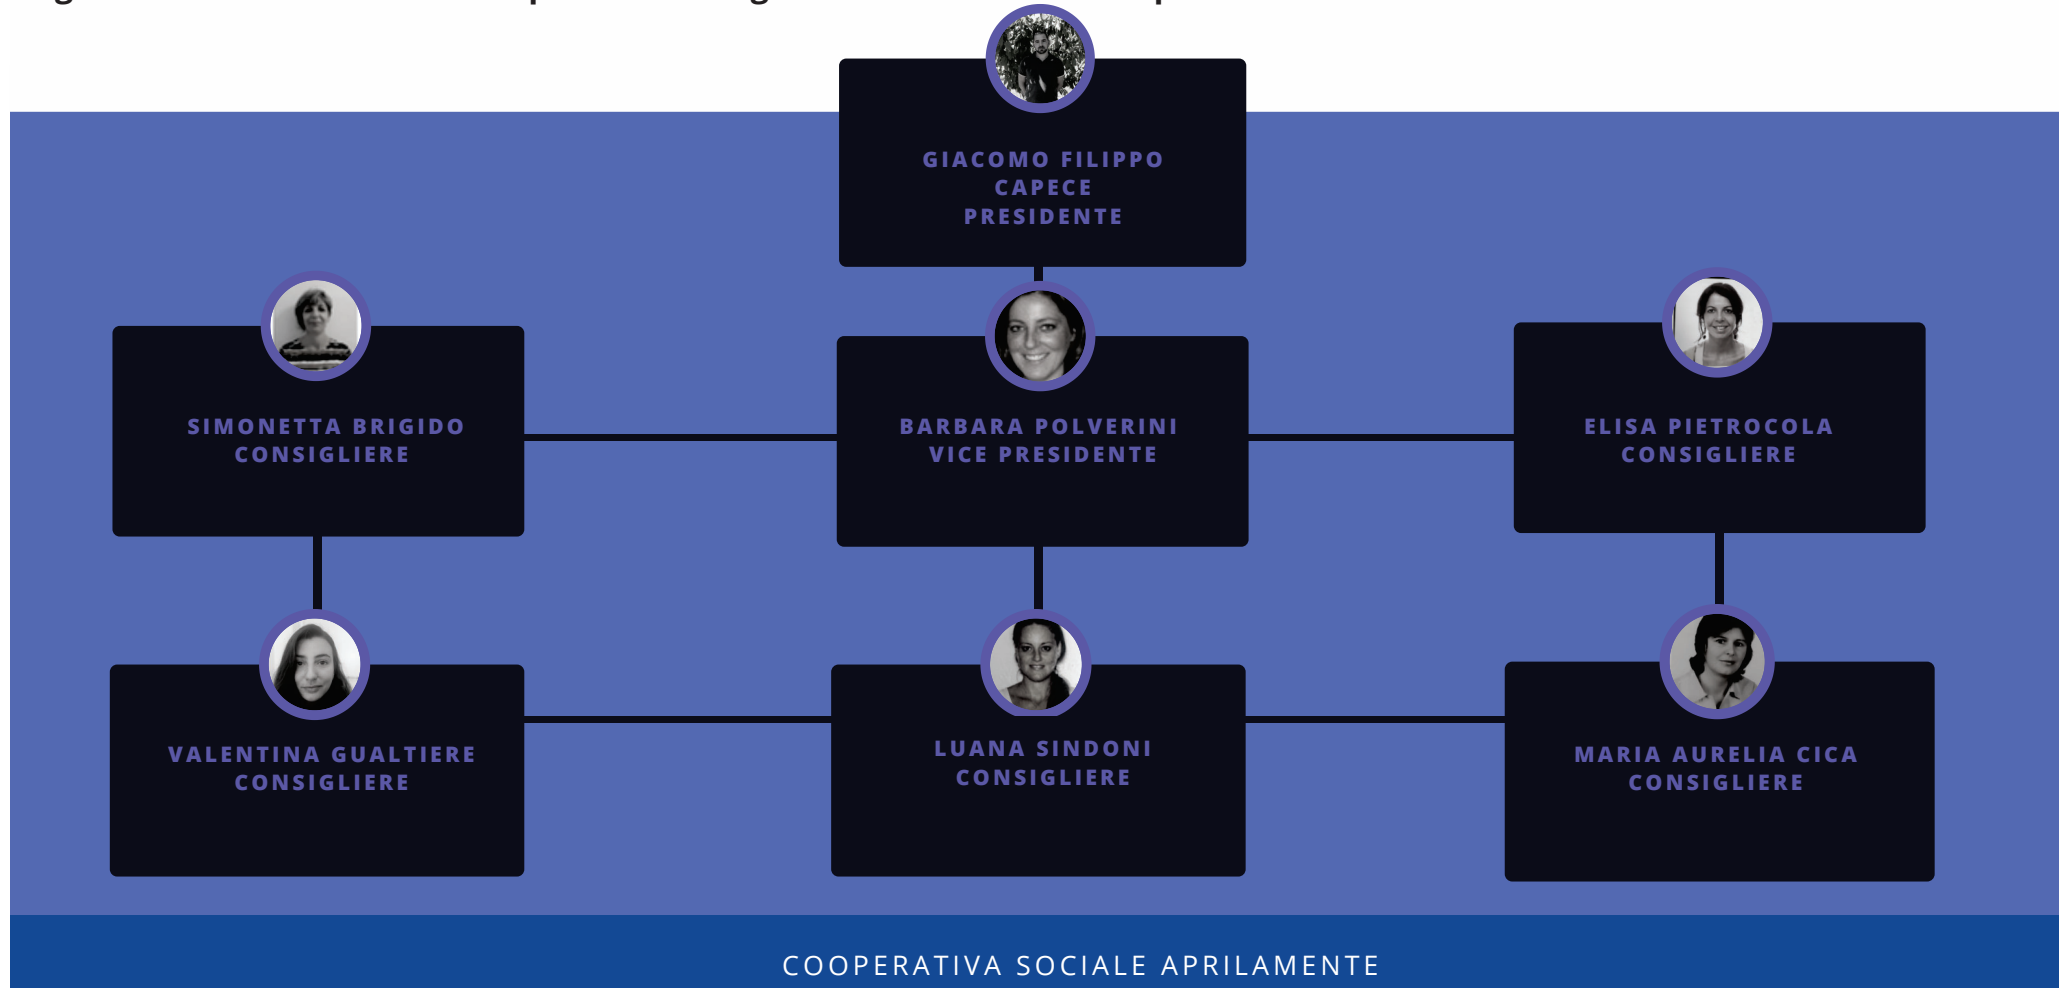 GIACOMO FILIPPO
CAPECE
PRESIDENTE
SIMONETTA BRIGIDO
CONSIGLIERE
BARBARA POLVERINI
VICE PRESIDENTE
ELISA PIETROCOLA
CONSIGLIERE
VALENTINA GUALTIERE
CONSIGLIERE
LUANA SINDONI
CONSIGLIERE
MARIA AURELIA CICA
CONSIGLIERE
COOPERATIVA SOCIALE APRILAMENTE